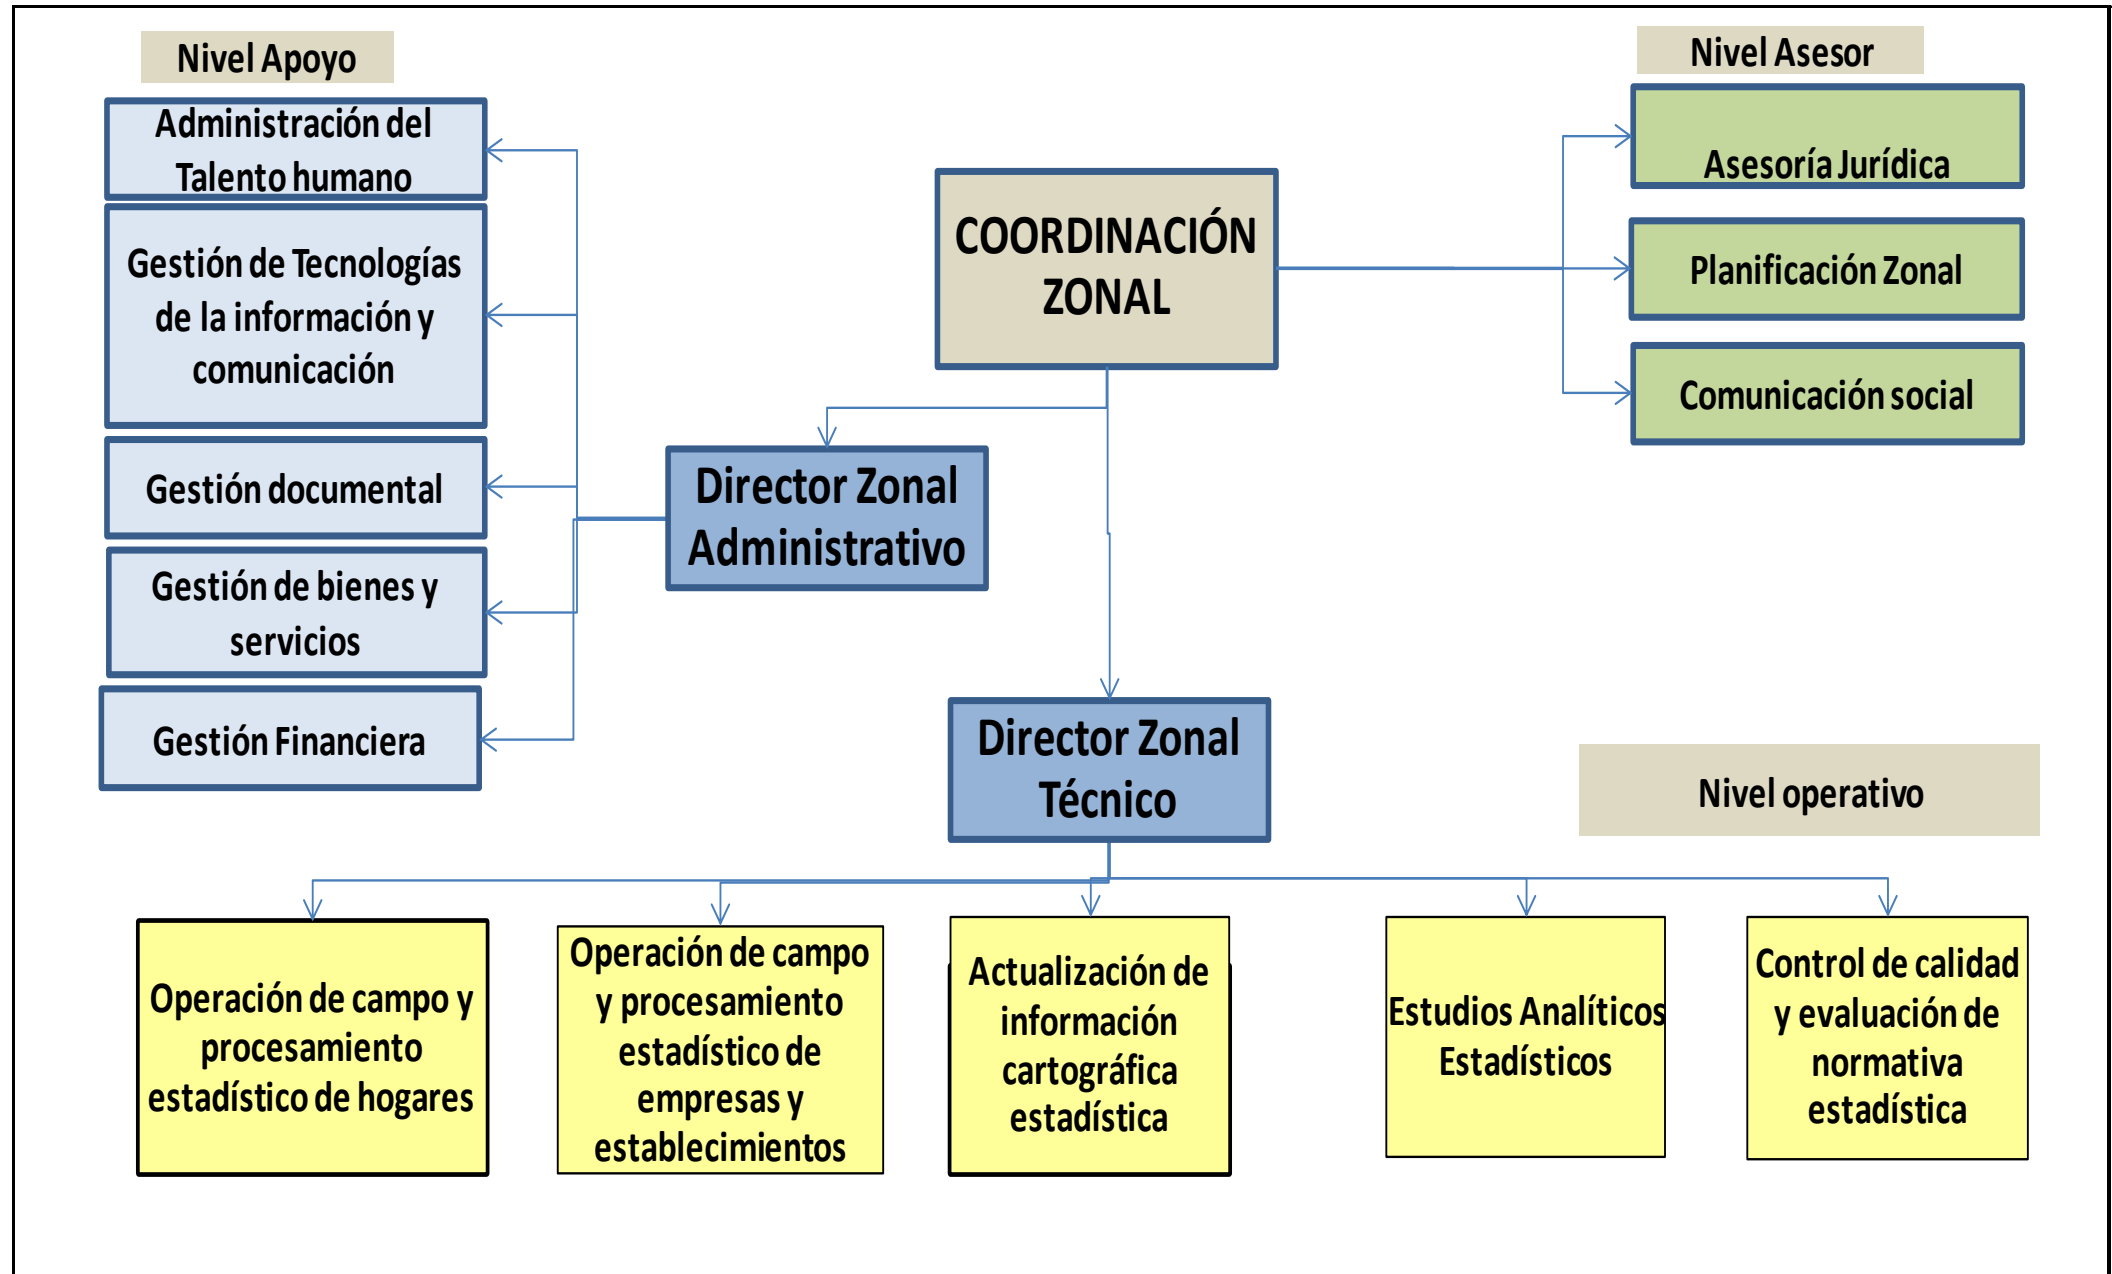 Nivel Apoyo
Administración del
Talento humano
Gestión de Tecnologías
de la información y
comunicación
Gestión documental
Gestión de bienes y
servicios
Gestión Financiera
COORDINACIÓN
ZONAL
Nivel Asesor
Asesoría Jurídica
Planificación Zonal
Comunicación social
Director Zonal
Administrativo
Director Zonal
Técnico
Nivel operativo
Operación de campo y
procesamiento
estadístico de hogares
Operación de campo
y procesamiento
estadístico de
empresas y
establecimientos
Actualización de
información
cartográfica
estadística
Estudios Analíticos
Estadísticos
Control de calidad
y evaluación de
normativa
estadística